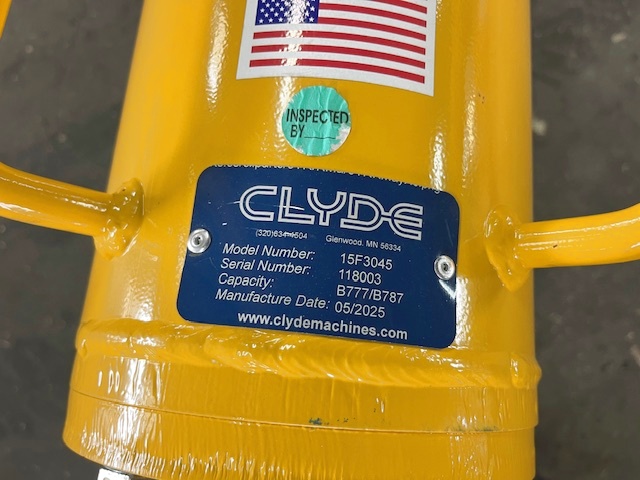 INSPECTED
BY
CLYDE
(320)634-4504 Glenwood, MN 56334
Model Number: 15F3045
Serial Number: 118003
Capacity: B777/B787
Manufacture Date: 05/2025
www.clydemachines.com